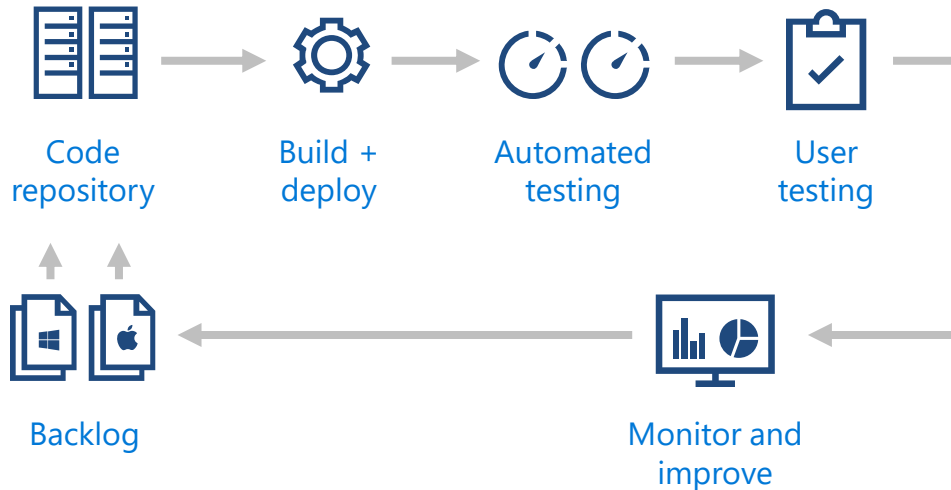 Code
repository
Build +
deploy
Automated
testing
User
testing
Backlog
Monitor and
improve